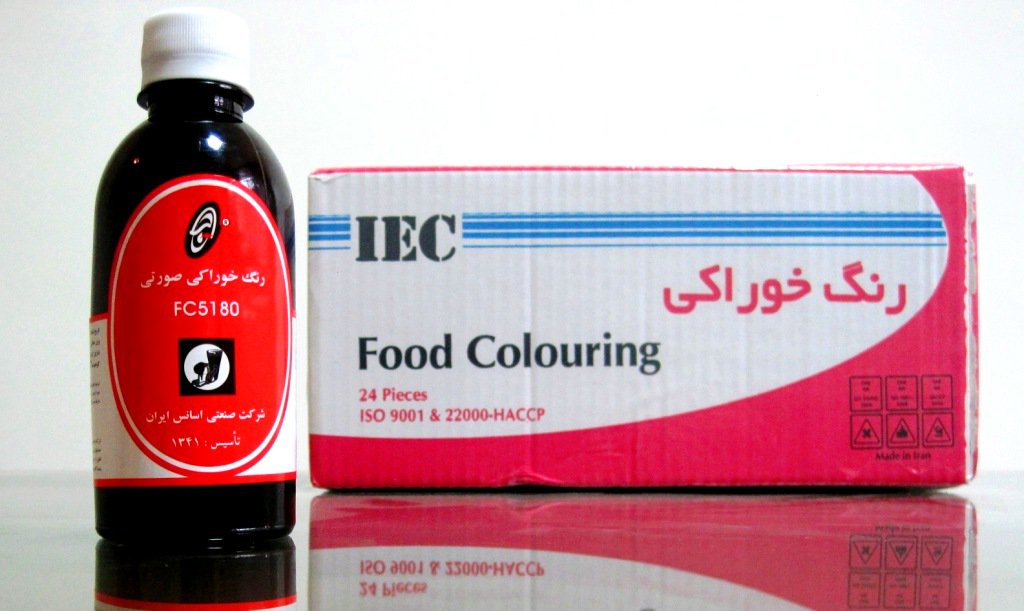 رنگ خوراکی صورتی
FC5180
شرکت صنعتی اسانس ایران
تأسیس : ۱۳۴۱
IEC
رنگ خوراکی
Food Colouring
24 Pieces
ISO 9001 & 22000-HACCP
Made in Iran